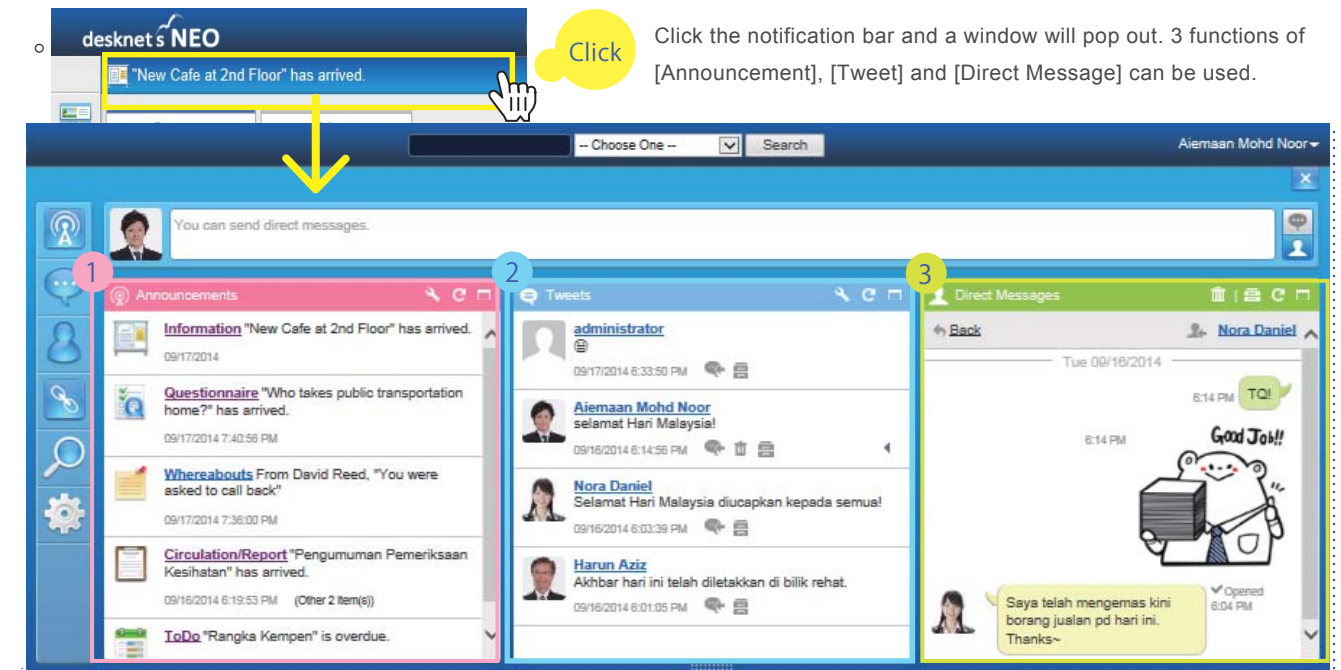 desknet's NEO
"New Cafe at 2nd Floor" has arrived.
Click
Click the notification bar and a window will pop out. 3 functions of
[Announcement], [Tweet] and [Direct Message] can be used.
-- Choose One --
Search
Aiemaan Mohd Noor
You can send direct messages.
1
Announcements
Information "New Cafe at 2nd Floor" has arrived.
09/17/2014
Questionnaire "Who takes public transportation
home?" has arrived.
09/17/2014 7:40:56 PM
Whereabouts From David Reed, "You were
asked to call back"
09/17/2014 7:36:00 PM
Circulation/Report "Pengumuman Pemeriksaan
Kesihatan" has arrived.
09/16/2014 6:19:53 PM (Other 2 Item(s))
ToDo "Rangka Kempen" is overdue.
2
Tweets
administrator
09/17/2014 6:33:50 PM
Aiemaan Mohd Noor
selamat Hari Malaysia!
09/16/2014 6:14:56 PM
Nora Daniel
Selamat Hari Malaysia diucapkan kepada semua!
09/16/2014 6:03:39 PM
Harun Aziz
Akhbar hari ini telah diletakkan di bilik rehat.
09/16/2014 6:01:05 PM
3
Direct Messages
Back
Nora Daniel
Tue 09/16/2014
6:14 PM TQ!
6:14 PM
Good Job!!
Saya telah mengemas kini
borang jualan pd hari ini.
Thanks~
Opened
6:04 PM